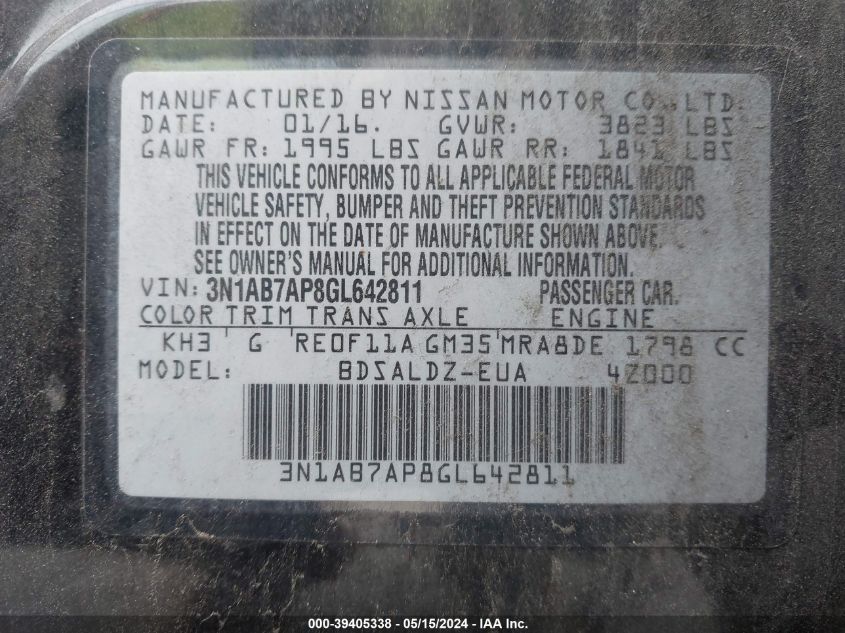 MANUFACTURED BY NISSAN MOTOR CO., LTD.
DATE: 01/16. GVWR: 3823 LBS
GAWR FR: 1995 LBS GAWR RR: 1841 LBS
THIS VEHICLE CONFORMS TO ALL APPLICABLE FEDERAL MOTOR
VEHICLE SAFETY, BUMPER AND THEFT PREVENTION STANDARDS
IN EFFECT ON THE DATE OF MANUFACTURE SHOWN ABOVE.
SEE OWNER'S MANUAL FOR ADDITIONAL INFORMATION.
VIN: 3N1AB7AP8GL642811 PASSENGER CAR.
COLOR TRIM TRANS AXLE ENGINE
KH3 G RE0F11A GM35 MRA8DE 1798 CC
MODEL: BDSALDZ-EUA 4Z000
3N1AB7AP8GL642811
000-39405338 - 05/15/2024 - IAA Inc.